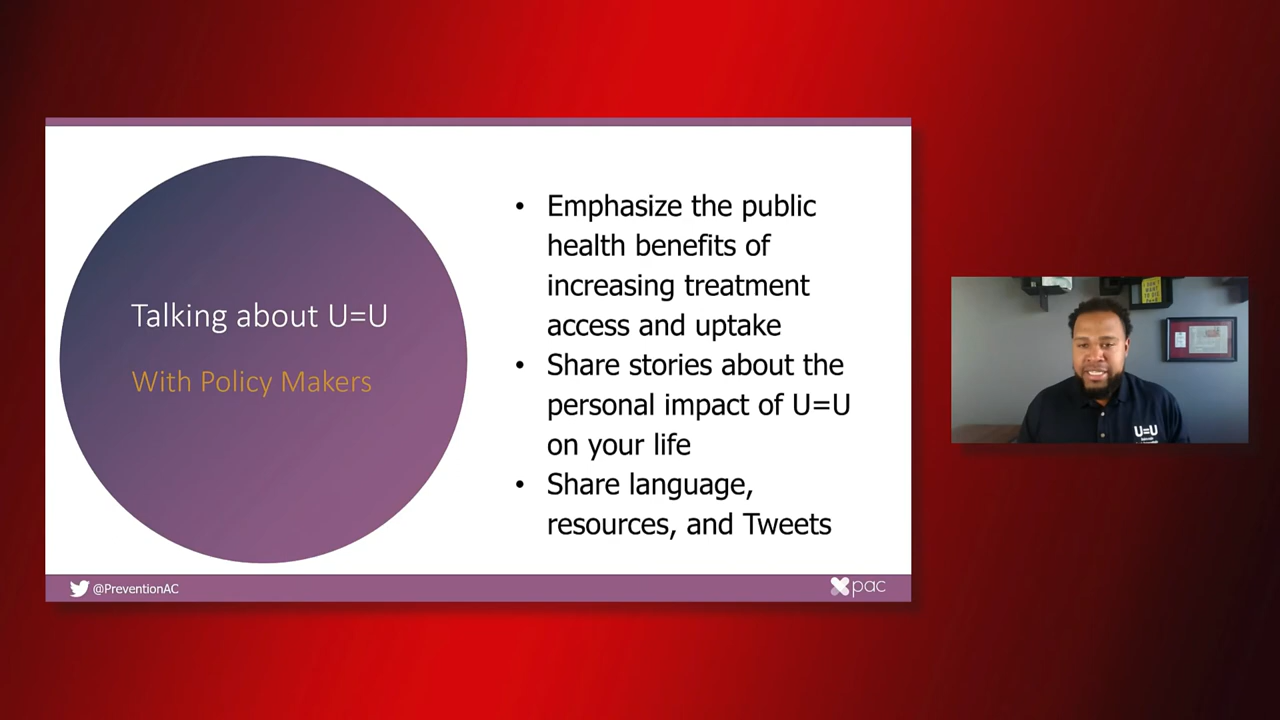 Talking about U=U
With Policy Makers
• Emphasize the public
health benefits of
increasing treatment
access and uptake
• Share stories about the
personal impact of U=U
on your life
• Share language,
resources, and Tweets
@PreventionAC
pac
U=U